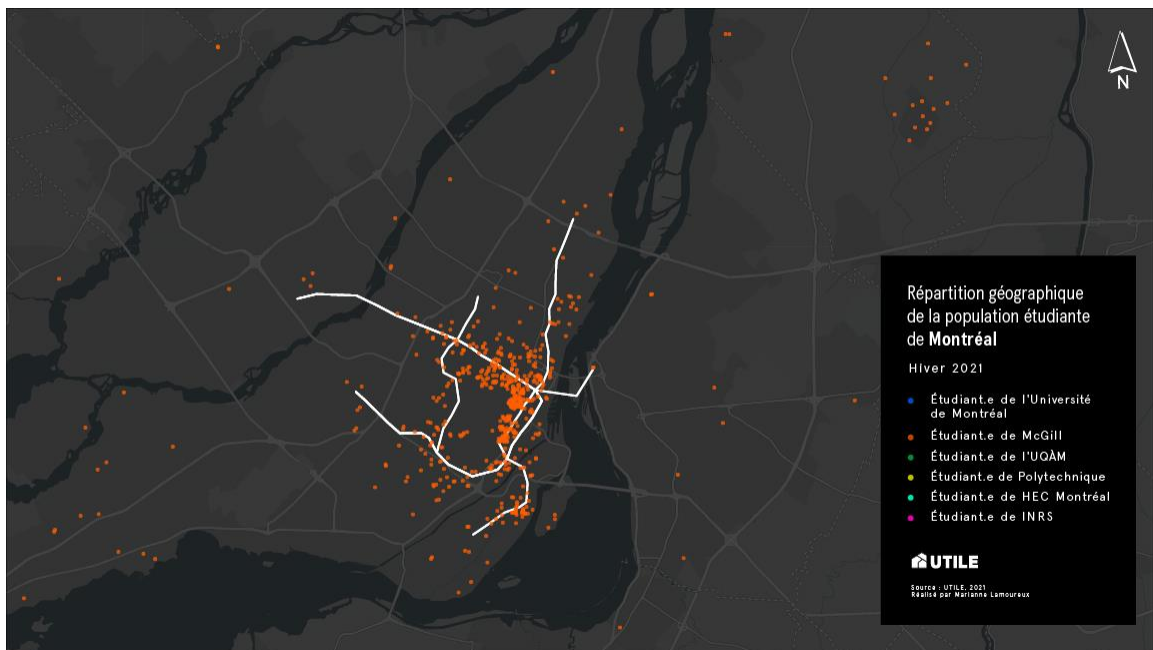 N
Répartition géographique
de la population étudiante
de Montréal
Hiver 2021
Étudiant.e de l'Université
de Montréal
Étudiant.e de McGill
Étudiant.e de l'UQÀM
Étudiant.e de Polytechnique
Étudiant.e de HEC Montréal
Étudiant.e de INRS
UTILE
Source : UTILE, 2021
Réalisé par Marianne Lamoureux